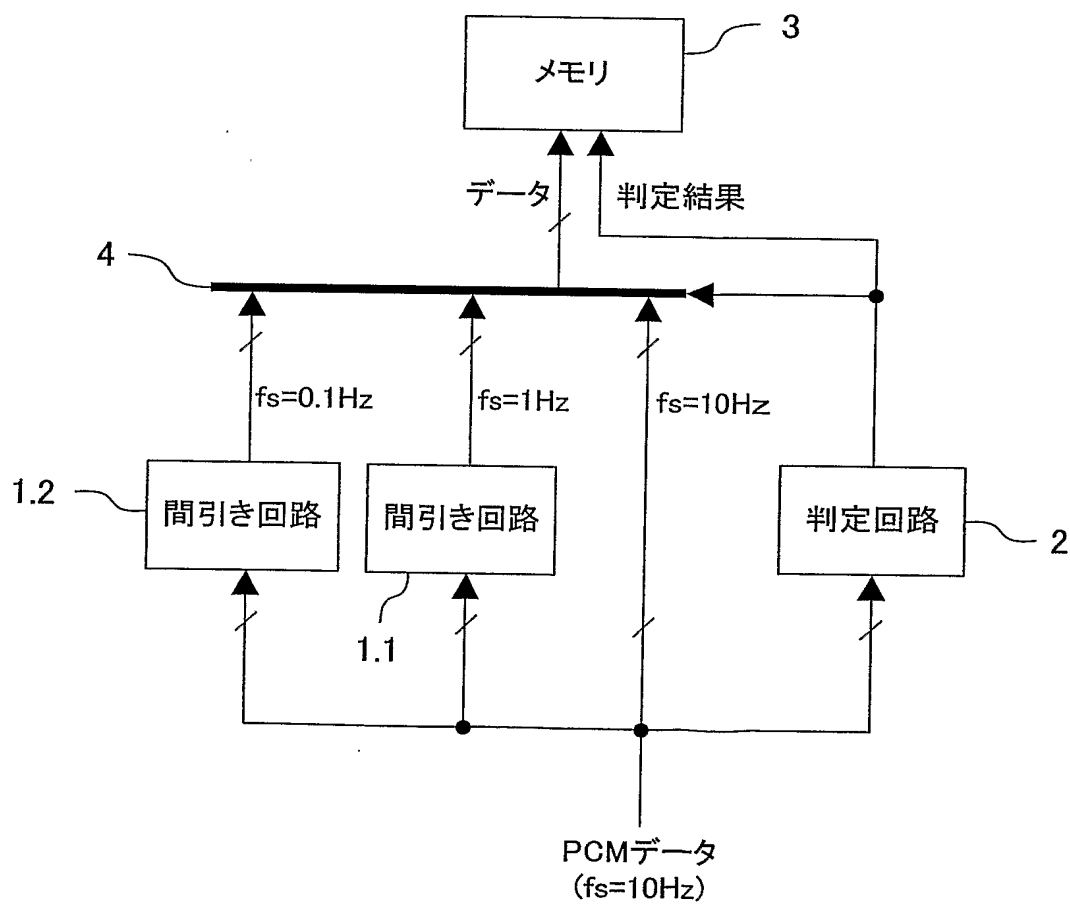 3
メモリ
データ
判定結果
4
fs=0.1Hz
fs=1Hz
fs=10Hz
1.2
間引き回路
間引き回路
判定回路
2
1.1
PCMデータ
(fs=10Hz)